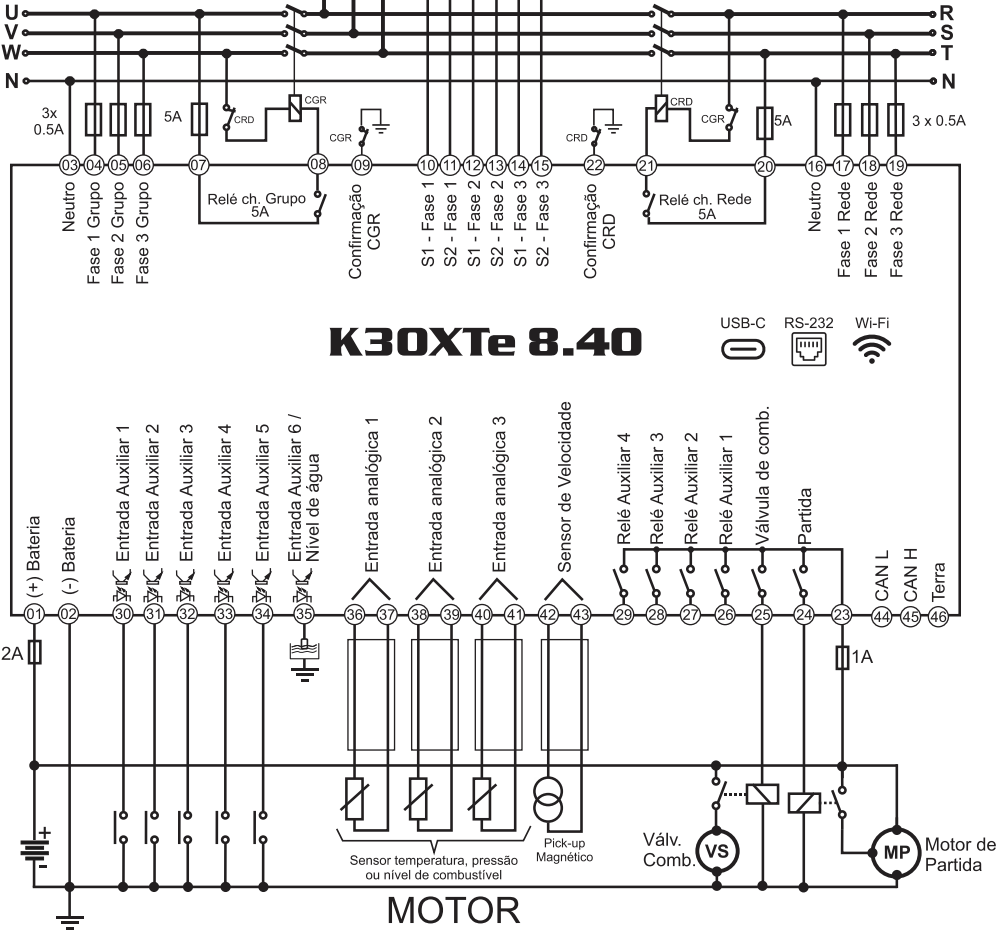 U
R
V
S
W
T
N
N
3x
0.5A
5A
CRD
CGR
CGR
CRD
CRD
CGR
5A
3 x 0.5A
03
04
05
06
07
08
09
10
11
12
13
14
15
22
21
20
16
17
18
19
Neutro
Fase 1 Grupo
Fase 2 Grupo
Fase 3 Grupo
Relé ch. Grupo
5A
Confirmação
CGR
S1 - Fase 1
S2 - Fase 1
S1 - Fase 2
S2 - Fase 2
S1 - Fase 3
S2 - Fase 3
Confirmação
CRD
Relé ch. Rede
5A
Neutro
Fase 1 Rede
Fase 2 Rede
Fase 3 Rede
K30XTe 8.40
USB-C
RS-232
Wi-Fi
(+) Bateria
(-) Bateria
Entrada Auxiliar 1
Entrada Auxiliar 2
Entrada Auxiliar 3
Entrada Auxiliar 4
Entrada Auxiliar 5
Entrada Auxiliar 6 /
Nível de água
Entrada analógica 1
Entrada analógica 2
Entrada analógica 3
Sensor de Velocidade
Relé Auxiliar 4
Relé Auxiliar 3
Relé Auxiliar 2
Relé Auxiliar 1
Válvula de comb.
Partida
CAN L
CAN H
Terra
01
02
30
31
32
33
34
35
36
37
38
39
40
41
42
43
29
28
27
26
25
24
23
44
45
46
2A
1A
+
-
Sensor temperatura, pressão
ou nível de combustível
Pick-up
Magnético
Válv.
Comb.
VS
MP
Motor de
Partida
MOTOR